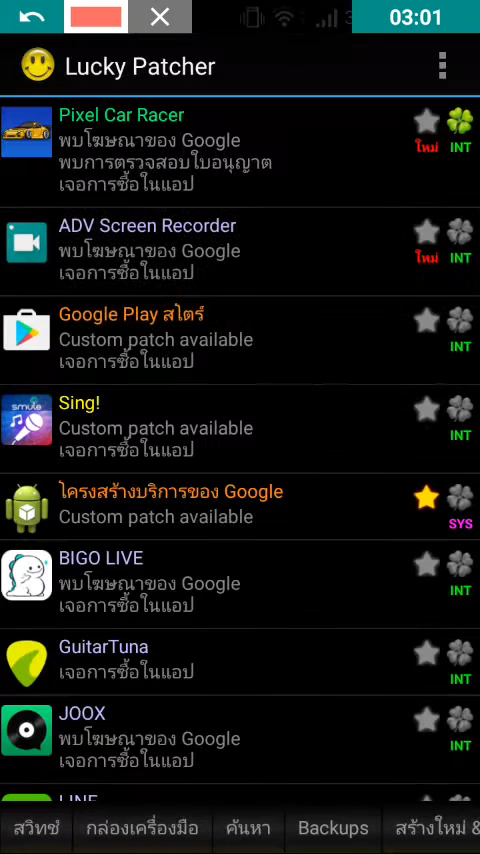 03:01
Lucky Patcher
Pixel Car Racer
พบโฆษณาของ Google
พบการตรวจสอบใบอนุญาต
เจอการซื้อในแอป
ใหม่ INT
ADV Screen Recorder
พบโฆษณาของ Google
เจอการซื้อในแอป
ใหม่ INT
Google Play สโตร์
Custom patch available
เจอการซื้อในแอป
INT
smule
Sing!
Custom patch available
เจอการซื้อในแอป
INT
โครงสร้างบริการของ Google
Custom patch available
SYS
BIGO LIVE
พบโฆษณาของ Google
เจอการซื้อในแอป
INT
GuitarTuna
เจอการซื้อในแอป
INT
JOOX
พบโฆษณาของ Google
เจอการซื้อในแอป
INT
LINE
สวิทช์ กล่องเครื่องมือ ค้นหา Backups สร้างใหม่ &